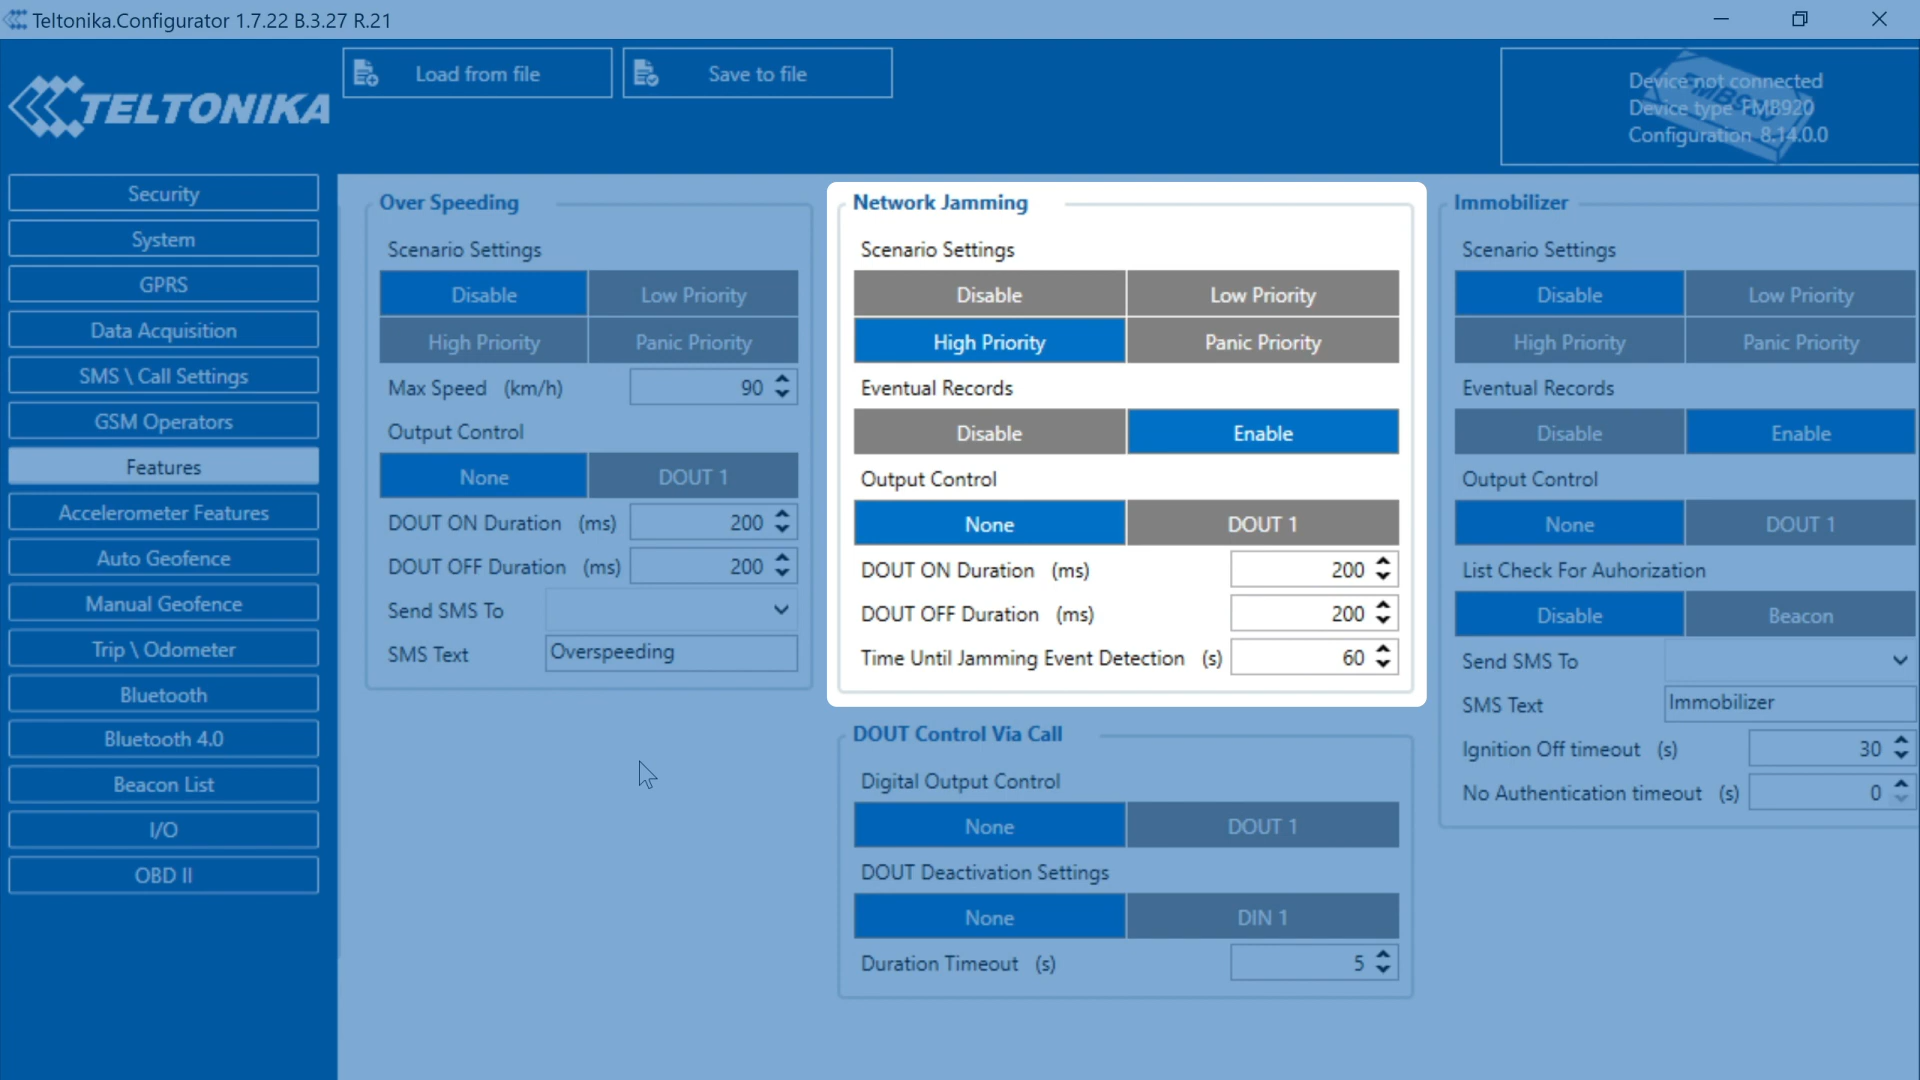 Teltonika.Configurator 1.7.22 B.3.27 R.21
TELTONIKA
Load from file
Save to file
Device not connected
Device type FMB920
Configuration 8.14.0.0
Security
System
GPRS
Data Acquisition
SMS \ Call Settings
GSM Operators
Features
Accelerometer Features
Auto Geofence
Manual Geofence
Trip \ Odometer
Bluetooth
Bluetooth 4.0
Beacon List
I/O
OBD II
Over Speeding
Scenario Settings
Disable Low Priority
High Priority Panic Priority
Max Speed (km/h) 90
Output Control
None DOUT 1
DOUT ON Duration (ms) 200
DOUT OFF Duration (ms) 200
Send SMS To
SMS Text Overspeeding
Network Jamming
Scenario Settings
Disable Low Priority
High Priority Panic Priority
Eventual Records
Disable Enable
Output Control
None DOUT 1
DOUT ON Duration (ms) 200
DOUT OFF Duration (ms) 200
Time Until Jamming Event Detection (s) 60
DOUT Control Via Call
Digital Output Control
None DOUT 1
DOUT Deactivation Settings
None DIN 1
Duration Timeout (s) 5
Immobilizer
Scenario Settings
Disable Low Priority
High Priority Panic Priority
Eventual Records
Disable Enable
Output Control
None DOUT 1
List Check For Auhorization
Disable Beacon
Send SMS To
SMS Text Immobilizer
Ignition Off timeout (s) 30
No Authentication timeout (s) 0